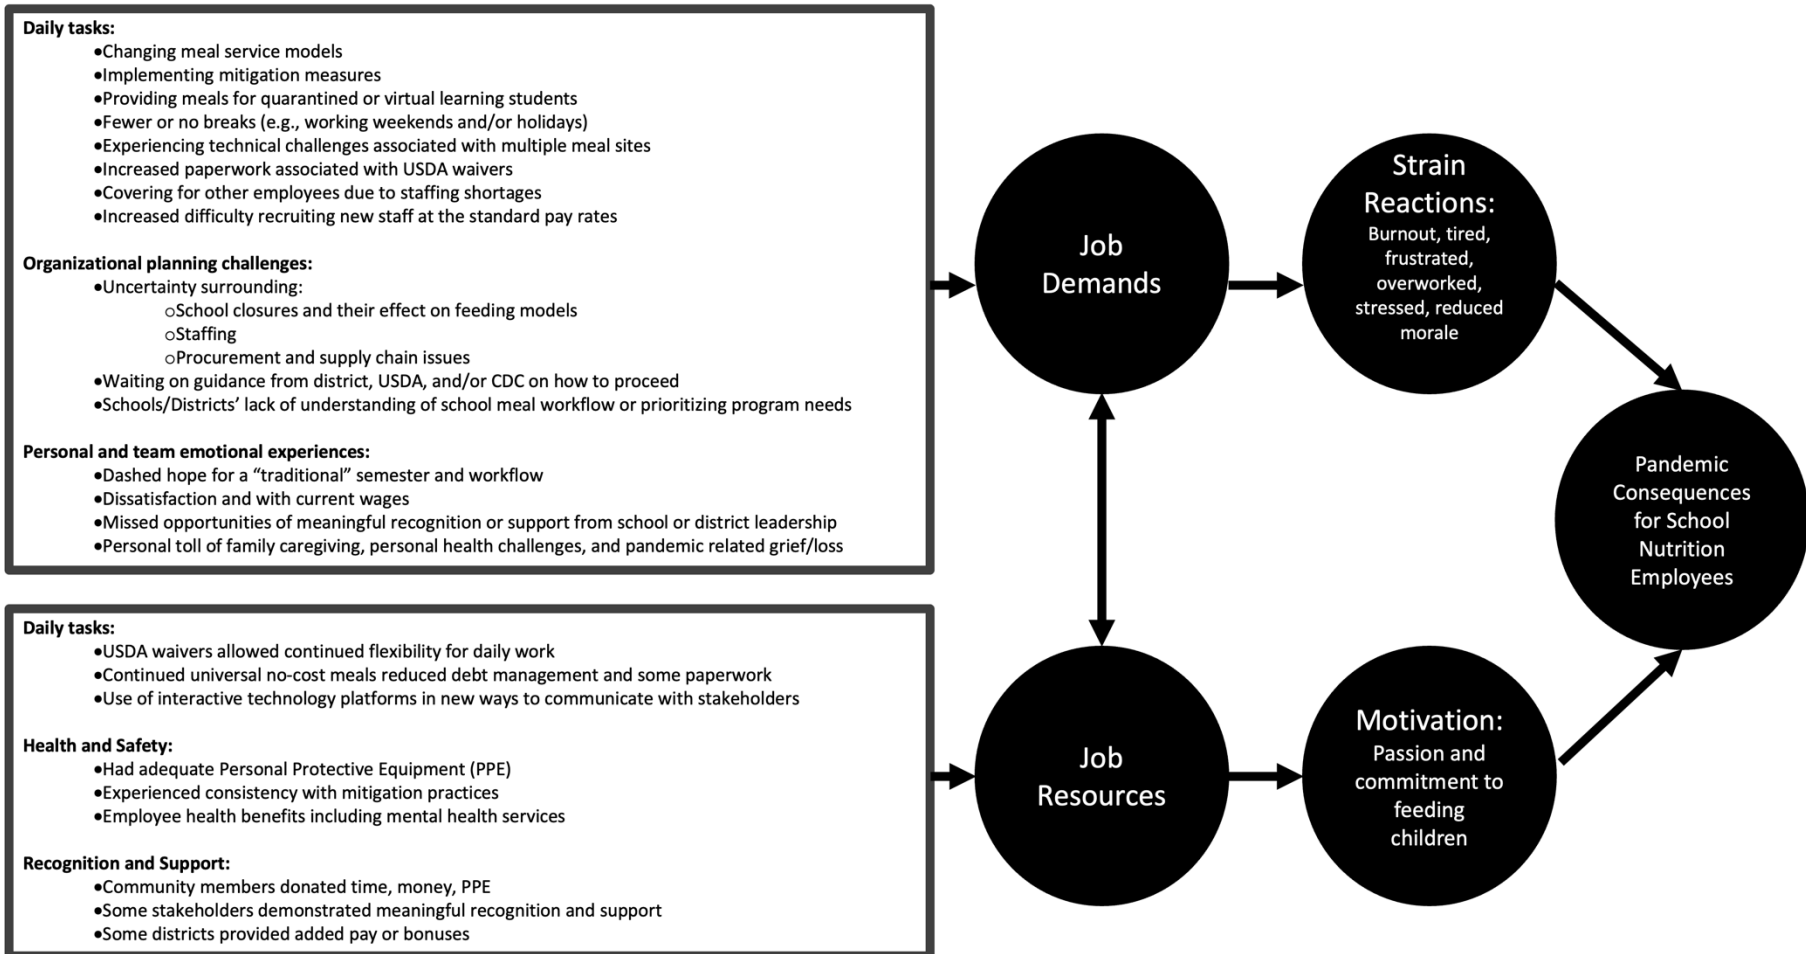 Daily tasks:
•Changing meal service models
•Implementing mitigation measures
•Providing meals for quarantined or virtual learning students
•Fewer or no breaks (e.g., working weekends and/or holidays)
•Experiencing technical challenges associated with multiple meal sites
•Increased paperwork associated with USDA waivers
•Covering for other employees due to staffing shortages
•Increased difficulty recruiting new staff at the standard pay rates
Organizational planning challenges:
•Uncertainty surrounding:
oSchool closures and their effect on feeding models
oStaffing
oProcurement and supply chain issues
•Waiting on guidance from district, USDA, and/or CDC on how to proceed
•Schools/Districts’ lack of understanding of school meal workflow or prioritizing program needs
Personal and team emotional experiences:
•Dashed hope for a “traditional” semester and workflow
•Dissatisfaction and with current wages
•Missed opportunities of meaningful recognition or support from school or district leadership
•Personal toll of family caregiving, personal health challenges, and pandemic related grief/loss
Daily tasks:
•USDA waivers allowed continued flexibility for daily work
•Continued universal no-cost meals reduced debt management and some paperwork
•Use of interactive technology platforms in new ways to communicate with stakeholders
Health and Safety:
•Had adequate Personal Protective Equipment (PPE)
•Experienced consistency with mitigation practices
•Employee health benefits including mental health services
Recognition and Support:
•Community members donated time, money, PPE
•Some stakeholders demonstrated meaningful recognition and support
•Some districts provided added pay or bonuses
Job
Demands
Strain
Reactions:
Burnout, tired,
frustrated,
overworked,
stressed, reduced
morale
Job
Resources
Motivation:
Passion and
commitment to
feeding
children
Pandemic
Consequences
for School
Nutrition
Employees